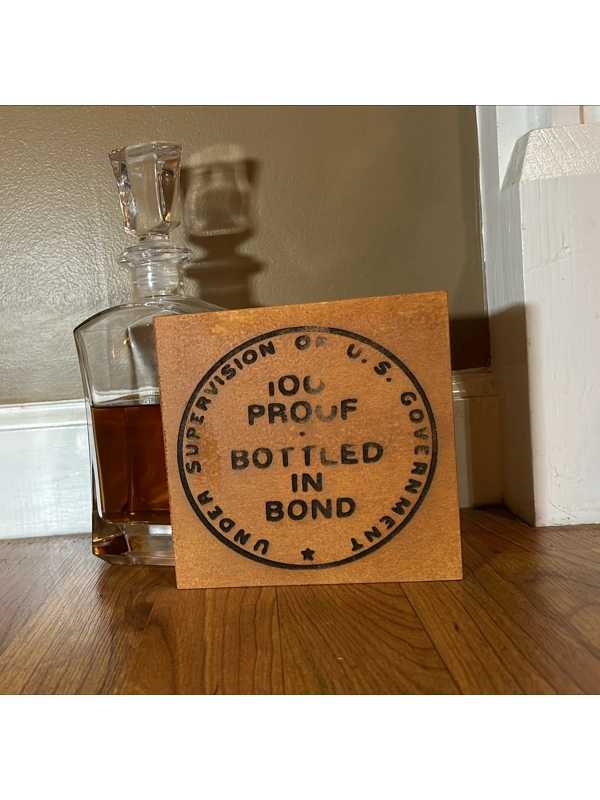 UNDER SUPERVISION OF U.S. GOVERNMENT
100
PROOF
BOTTLED
IN
BOND